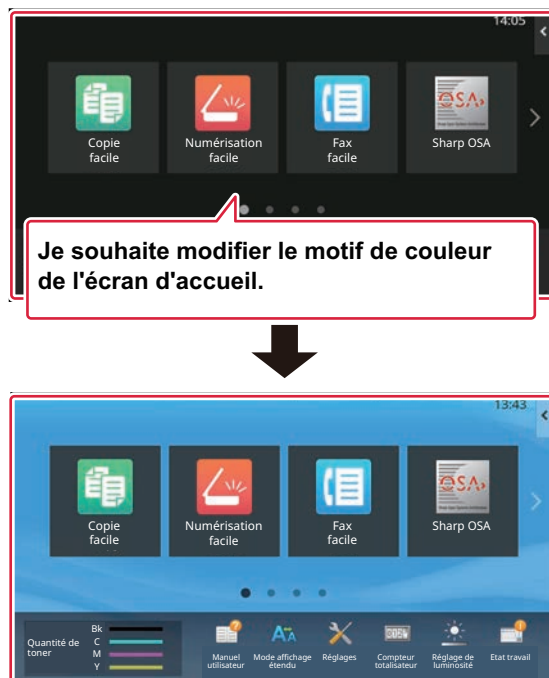 14:05
Copie
facile
Numérisation
facile
Fax
facile
Sharp OSA
Je souhaite modifier le motif de couleur
de l'écran d'accueil.
13:43
Copie
facile
Numérisation
facile
Fax
facile
Sharp OSA
Quantité de
toner
Bk
C
M
Y
Manuel
utilisateur
Mode affichage
étendu
Réglages
Compteur
totalisateur
Réglage de
luminosité
Etat travail